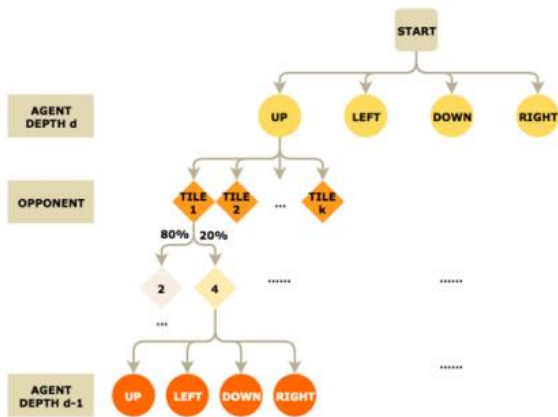 START
AGENT
DEPTH d
UP
LEFT
DOWN
RIGHT
OPPONENT
TILE
1
TILE
2
...
TILE
k
80%
20%
2
4
......
......
...
......
AGENT
DEPTH d-1
UP
LEFT
DOWN
RIGHT